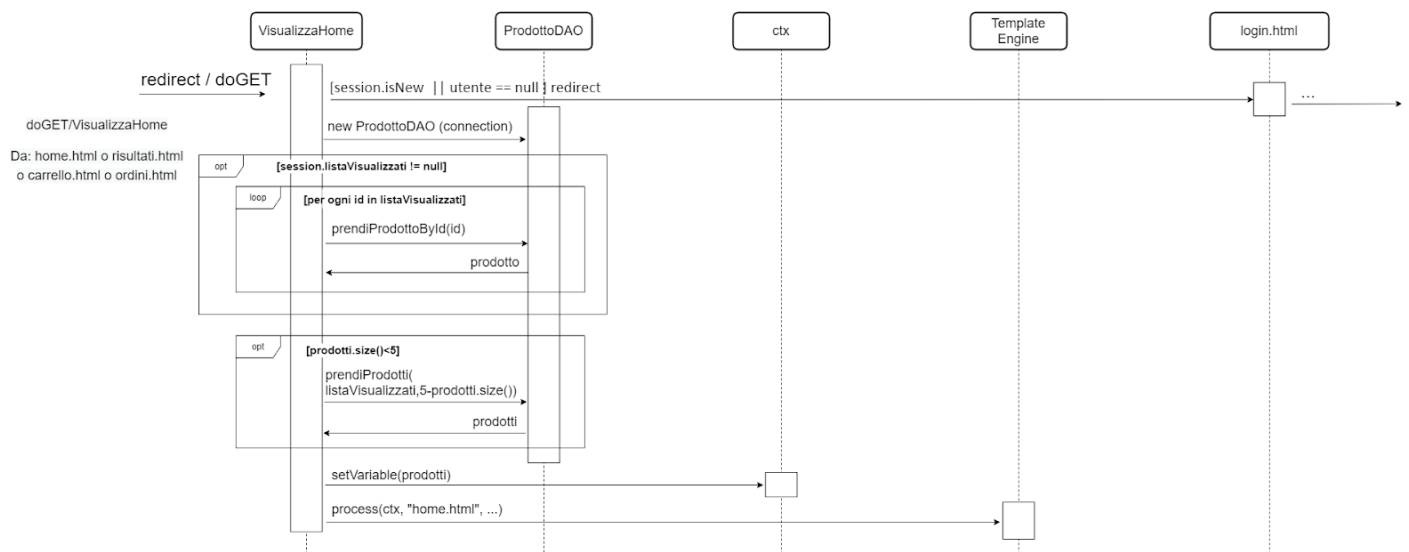 VisualizzaHome
ProdottoDAO
ctx
Template
Engine
login.html
redirect / doGET
[session.isNew || utente == null ] redirect
...
doGET/VisualizzaHome
new ProdottoDAO (connection)
Da: home.html o risultati.html
o carrello.html o ordini.html
opt
[session.listaVisualizzati != null]
loop
[per ogni id in listaVisualizzati]
prendiProdottoById(id)
prodotto
opt
[prodotti.size()<5]
prendiProdotti(
listaVisualizzati,5-prodotti.size())
prodotti
setVariable(prodotti)
process(ctx, "home.html", ...)